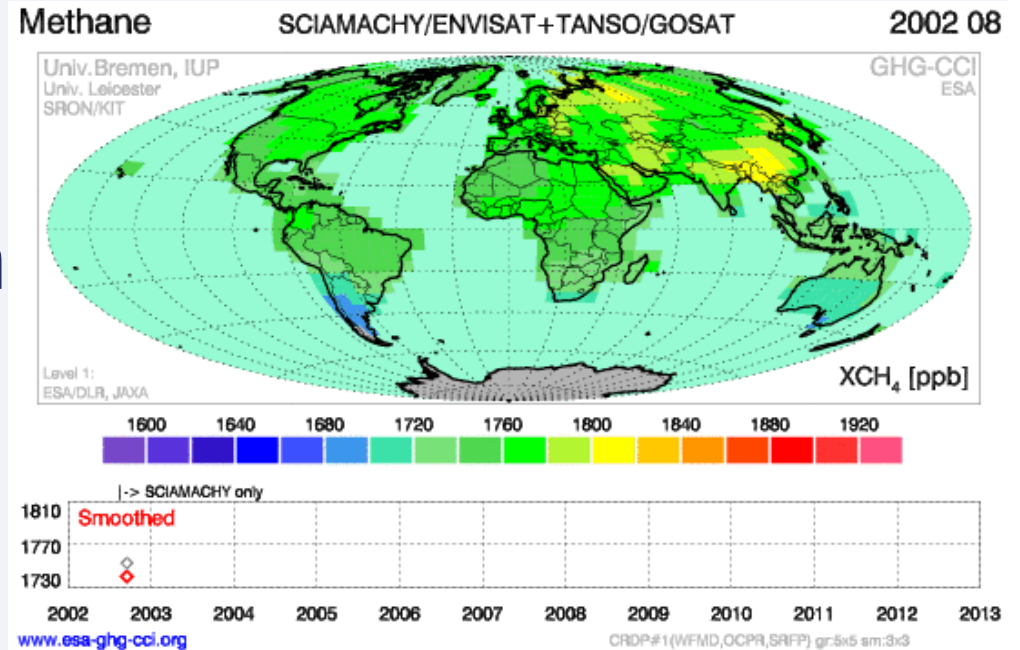 Methane SCIAMACHY/ENVISAT+TANSO/GOSAT 2002 08
Univ.Bremen, IUP GHG-CCI
Univ. Leicester ESA
SRON/KIT
Level 1:
ESA/DLR, JAXA
XCH₄ [ppb]
1600 1640 1680 1720 1760 1800 1840 1880 1920
|-> SCIAMACHY only
1810
Smoothed
1770
1730
2002 2003 2004 2005 2006 2007 2008 2009 2010 2011 2012 2013
www.esa-ghg-cci.org CRDP#1(WFMD,OCPR,SRFP) gr:5x5 sm:3x3